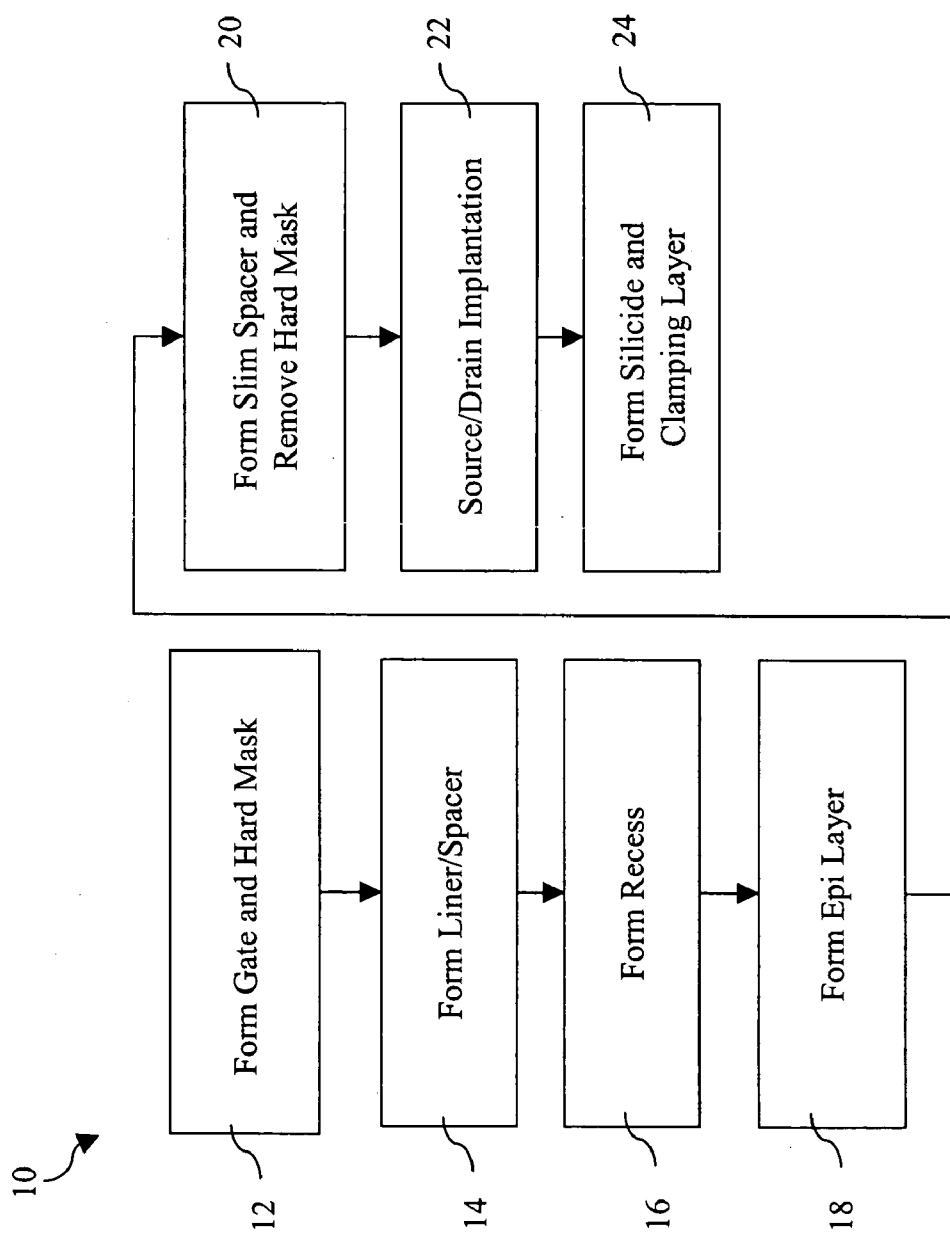 10
12
Form Gate and Hard Mask
14
Form Liner/Spacer
16
Form Recess
18
Form Epi Layer
20
Form Slim Spacer and
Remove Hard Mask
22
Source/Drain Implantation
24
Form Silicide and
Clamping Layer